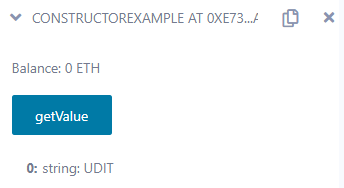 CONSTRUCTOREXAMPLE AT 0XE73...A
Balance: 0 ETH
getValue
0: string: UDIT